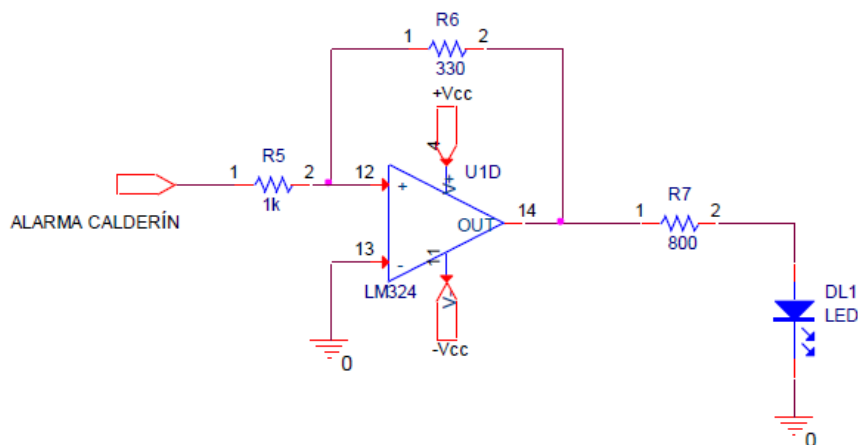 R6
1 2
330
+Vcc
4
V+
U1D
R5
1 2
1k
12
+
ALARMA CALDERÍN
OUT
14
R7
1 2
800
13
-
11
V-
LM324
-Vcc
0
DL1
LED
0